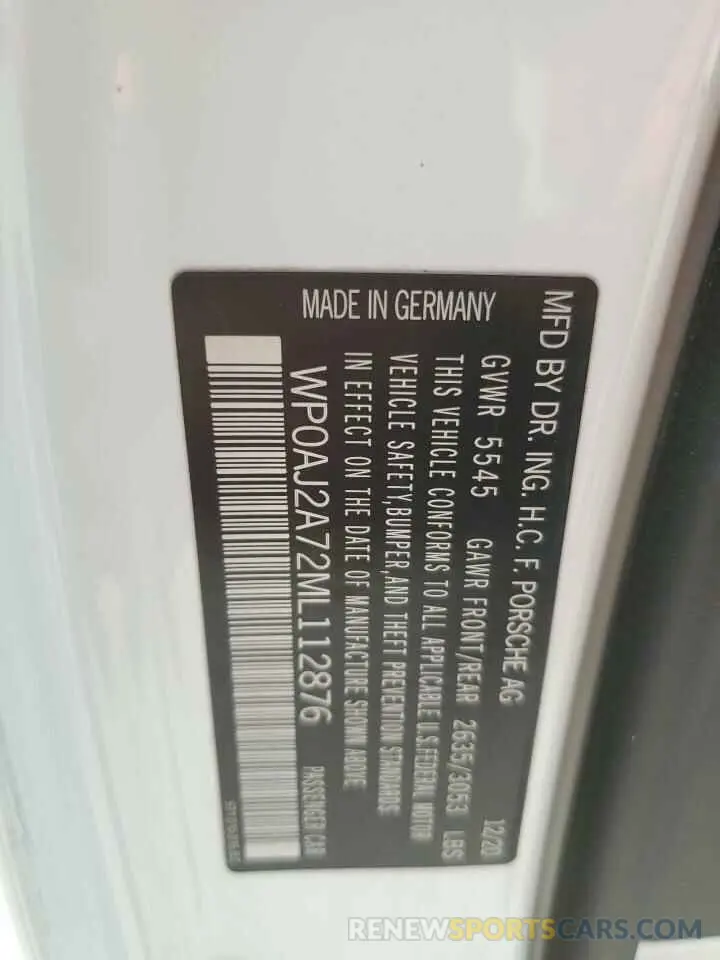 MFD BY DR. ING. H.C. F. PORSCHE AG 12/20
GVWR 5545 GAWR FRONT/REAR 2635/3053 LBS
THIS VEHICLE CONFORMS TO ALL APPLICABLE U.S.FEDERAL MOTOR
VEHICLE SAFETY,BUMPER,AND THEFT PREVENTION STANDARDS
IN EFFECT ON THE DATE OF MANUFACTURE SHOWN ABOVE
MADE IN GERMANY
WP0AJ2A72ML112876 PASSENGER CAR
RENEWSPORTSCARS.COM